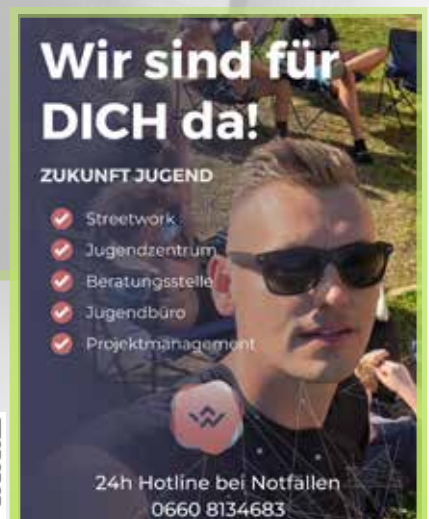 Wir sind für
DICH da!
ZUKUNFT JUGEND
Streetwork
Jugendzentrum
Beratungsstelle
Jugendbüro
Projektmanagement
24h Hotline bei Notfällen
0660 8134683